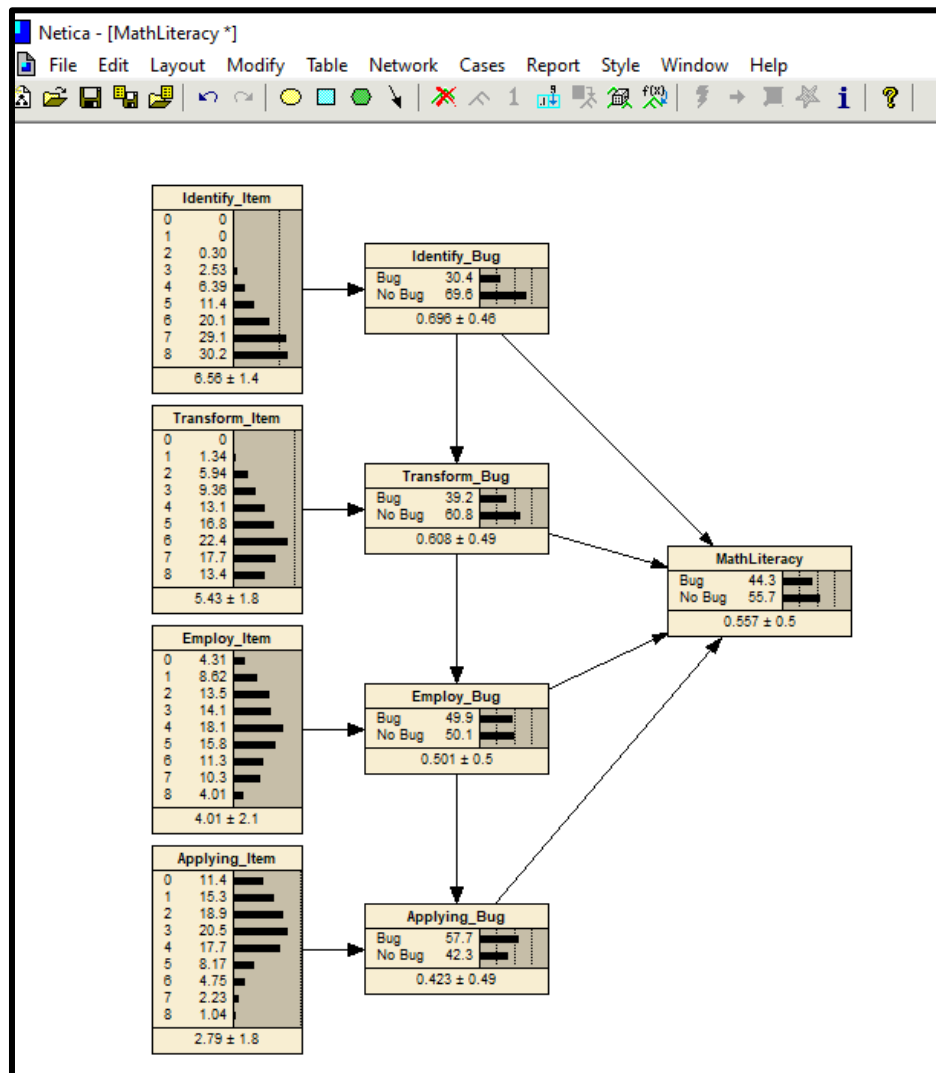 Netica - [MathLiteracy *]
File Edit Layout Modify Table Network Cases Report Style Window Help
1 f(x) i ?
Identify_Item
0 0
1 0
2 0.30
3 2.53
4 6.39
5 11.4
6 20.1
7 29.1
8 30.2
6.56 ± 1.4
Identify_Bug
Bug 30.4
No Bug 69.6
0.696 ± 0.46
Transform_Item
0 0
1 1.34
2 5.94
3 9.36
4 13.1
5 16.8
6 22.4
7 17.7
8 13.4
5.43 ± 1.8
Transform_Bug
Bug 39.2
No Bug 60.8
0.608 ± 0.49
MathLiteracy
Bug 44.3
No Bug 55.7
0.557 ± 0.5
Employ_Item
0 4.31
1 8.62
2 13.5
3 14.1
4 18.1
5 15.8
6 11.3
7 10.3
8 4.01
4.01 ± 2.1
Employ_Bug
Bug 49.9
No Bug 50.1
0.501 ± 0.5
Applying_Item
0 11.4
1 15.3
2 18.9
3 20.5
4 17.7
5 8.17
6 4.75
7 2.23
8 1.04
2.79 ± 1.8
Applying_Bug
Bug 57.7
No Bug 42.3
0.423 ± 0.49